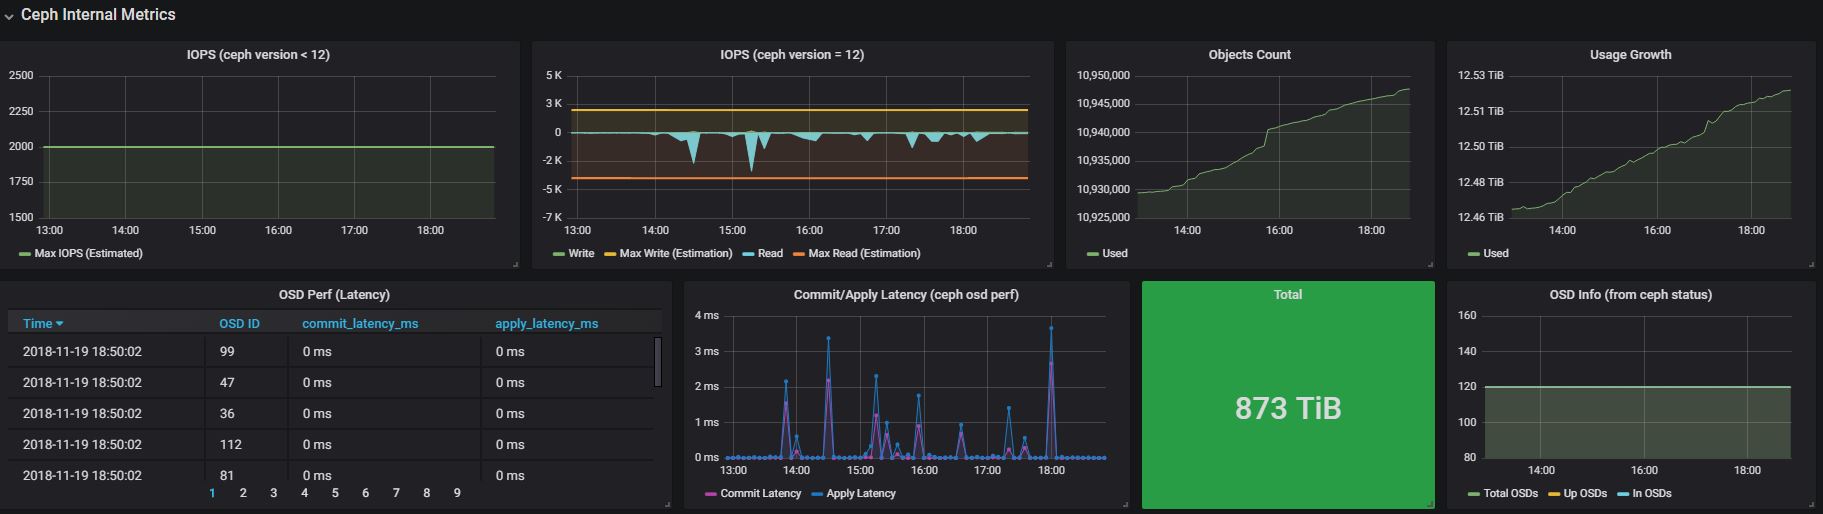 Ceph Internal Metrics
IOPS (ceph version < 12)
2500
2250
2000
1750
1500
13:00 14:00 15:00 16:00 17:00 18:00
Max IOPS (Estimated)
IOPS (ceph version = 12)
5 K
3 K
0
-2 K
-5 K
-7 K
13:00 14:00 15:00 16:00 17:00 18:00
Write Max Write (Estimation) Read Max Read (Estimation)
Objects Count
10,950,000
10,945,000
10,940,000
10,935,000
10,930,000
10,925,000
14:00 16:00 18:00
Used
Usage Growth
12.53 TiB
12.51 TiB
12.50 TiB
12.48 TiB
12.46 TiB
14:00 16:00 18:00
Used
OSD Perf (Latency)
Time OSD ID commit_latency_ms apply_latency_ms
2018-11-19 18:50:02 99 0 ms 0 ms
2018-11-19 18:50:02 47 0 ms 0 ms
2018-11-19 18:50:02 36 0 ms 0 ms
2018-11-19 18:50:02 112 0 ms 0 ms
2018-11-19 18:50:02 81 0 ms 0 ms
1 2 3 4 5 6 7 8 9
Commit/Apply Latency (ceph osd perf)
4 ms
3 ms
2 ms
1 ms
0 ms
13:00 14:00 15:00 16:00 17:00 18:00
Commit Latency Apply Latency
Total
873 TiB
OSD Info (from ceph status)
160
140
120
100
80
14:00 16:00 18:00
Total OSDs Up OSDs In OSDs